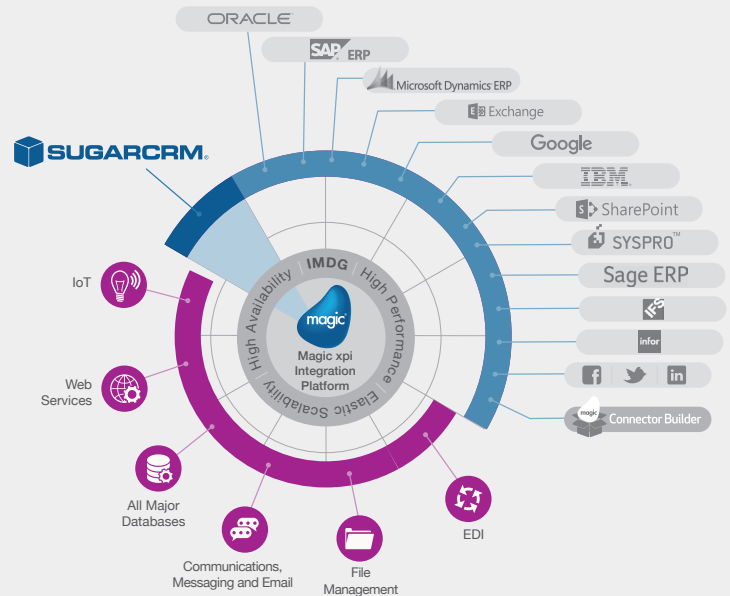 ORACLE
SAP ERP
Microsoft Dynamics ERP
Exchange
Google
SUGARCRM®
IBM
SharePoint
SYSPRO™
Sage ERP
IFS
infor
f
in
magic
Connector Builder
IMDG
High Performance
Elastic Scalability
High Availability
magic
Magic xpi
Integration
Platform
IoT
Web
Services
All Major
Databases
Communications,
Messaging and Email
File
Management
EDI